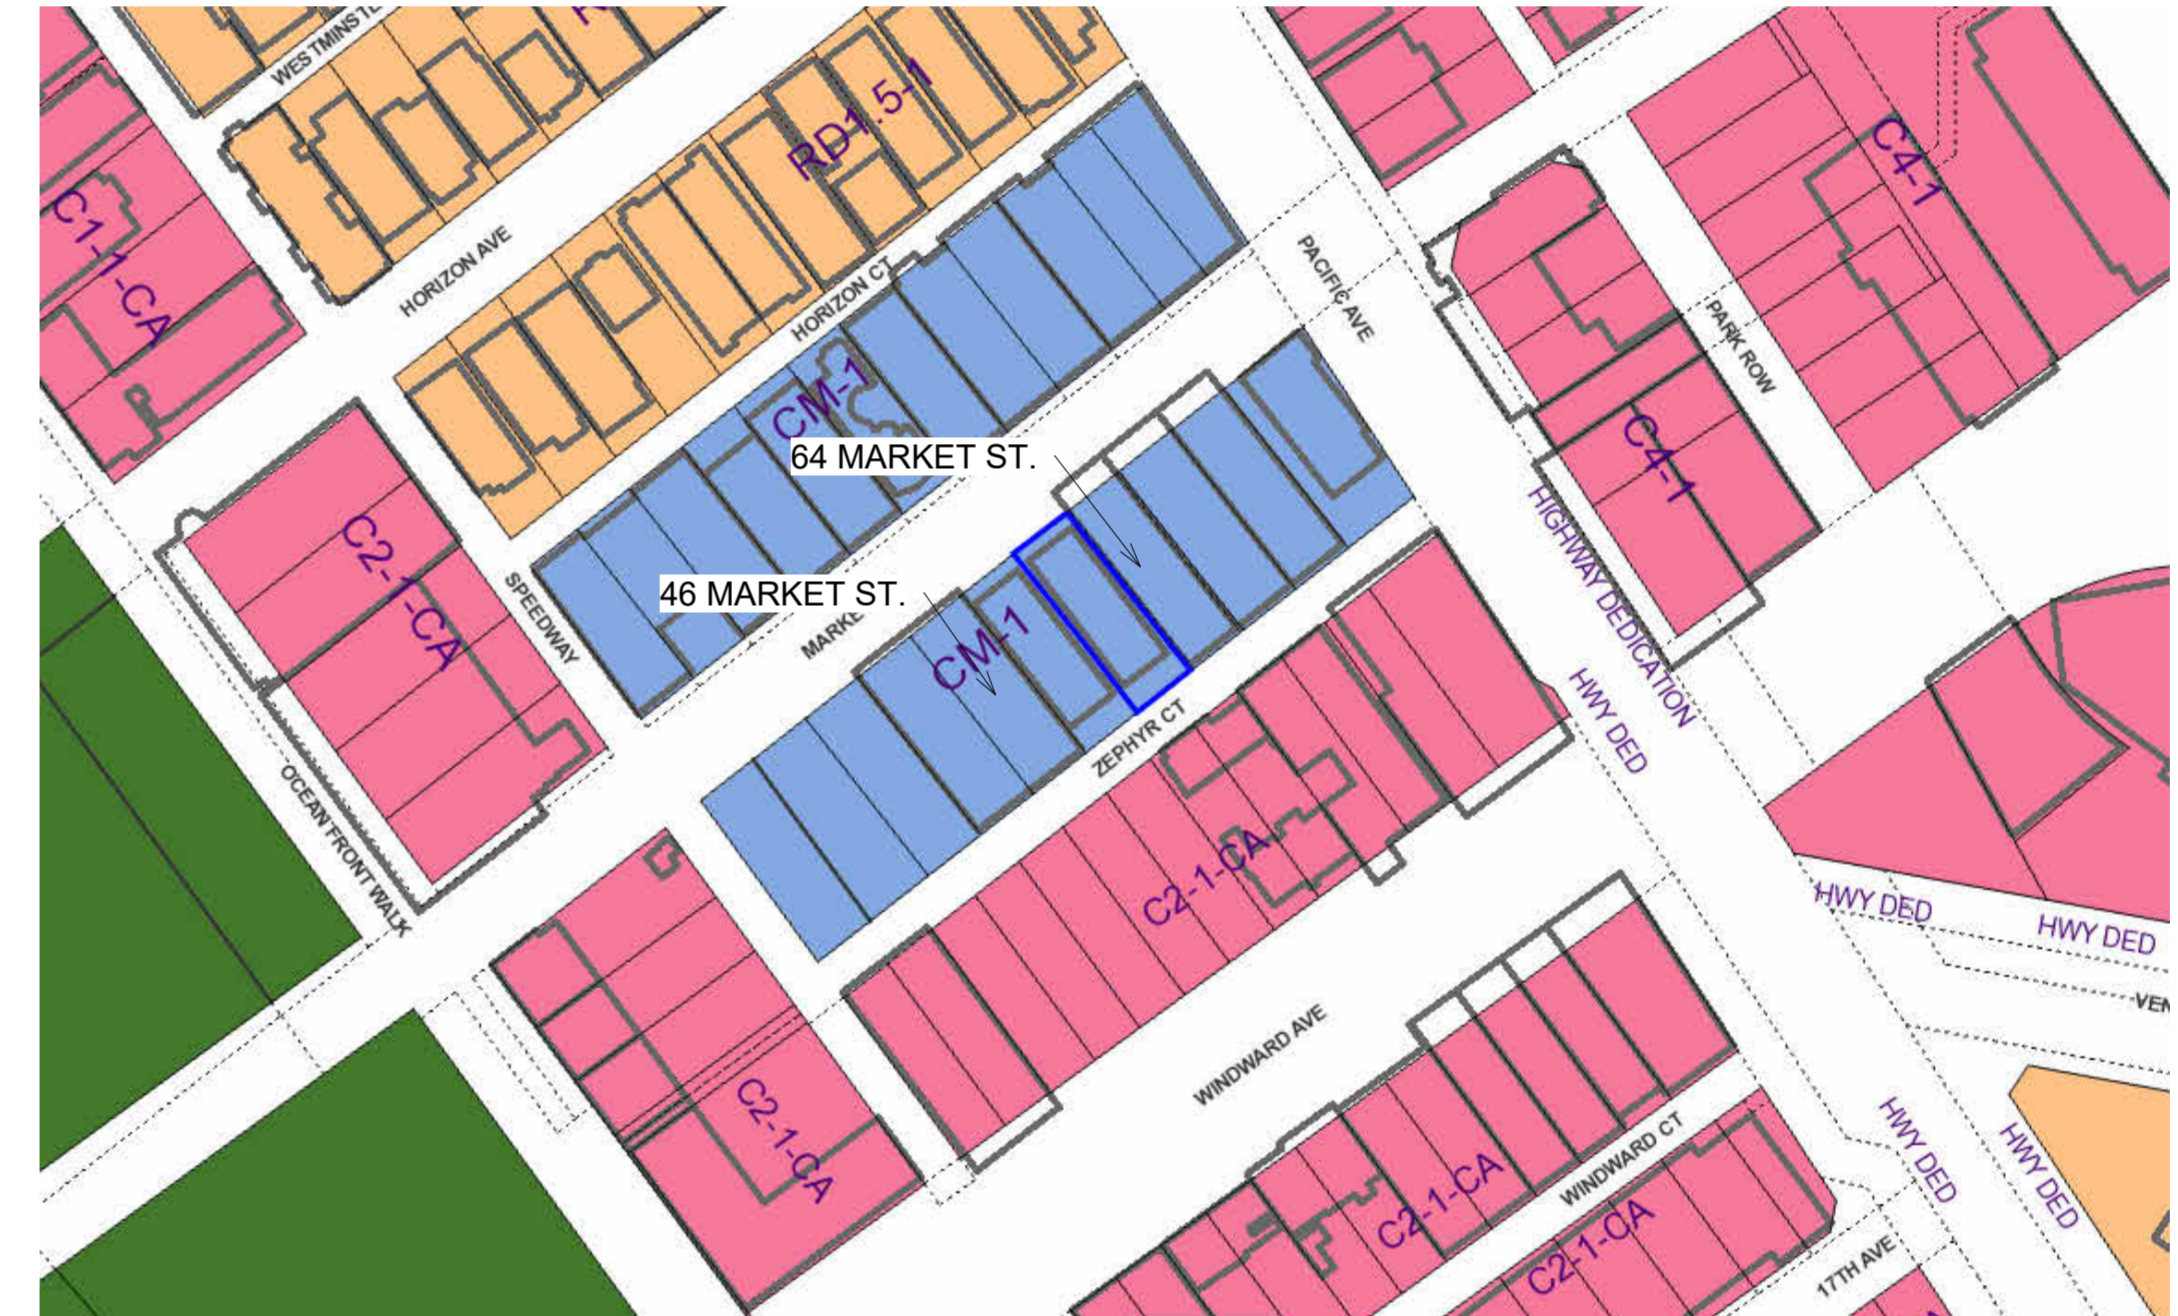 WESTMINSTE
RD1.5-1
C4-1
C1-1-CA
HORIZON AVE
HORIZON CT
PACIFIC AVE
PARK ROW
CM-1
64 MARKET ST.
C4-1
C2-1-CA
SPEEDWAY
46 MARKET ST.
MARKE
CM-1
HIGHWAY DEDICATION
HWY DED
ZEPHYR CT
OCEAN FRONT WALK
C2-1-CA
HWY DED
HWY DED
VEN
WINDWARD AVE
C2-1-CA
HWY DED
HWY DED
C2-1-CA
WINDWARD CT
C2-1-CA
17TH AVE